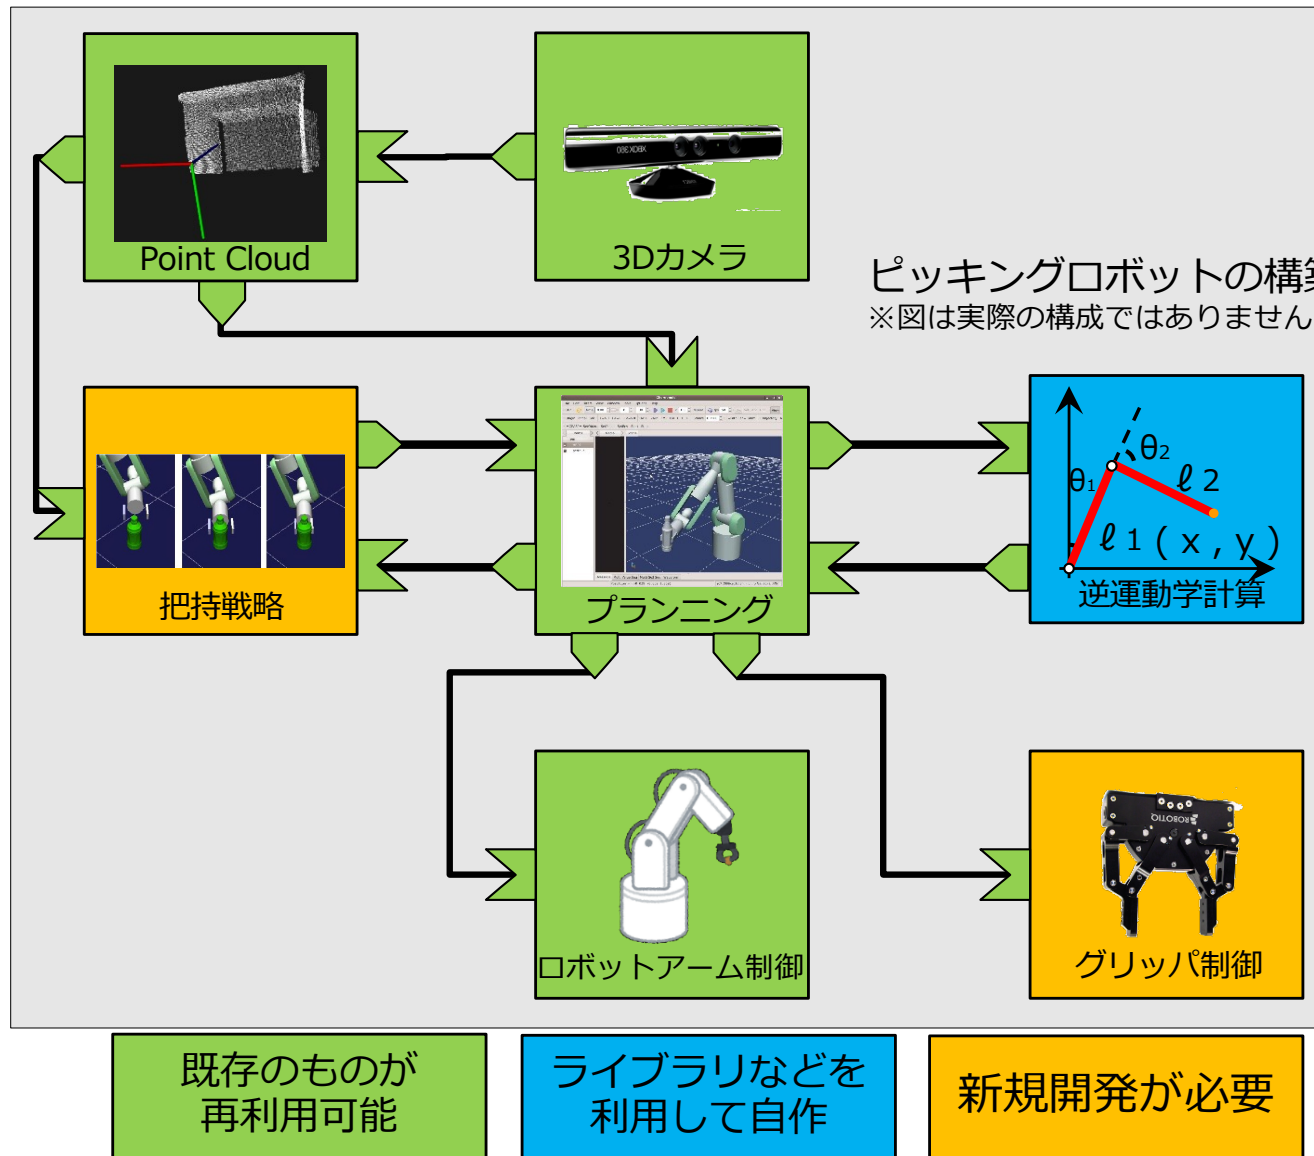 XBOX 360
Point Cloud
3Dカメラ
ピッキングロボットの構築
※図は実際の構成ではありません
θ1
θ2
ℓ2
ℓ1 ( x , y )
把持戦略
プランニング
逆運動学計算
ROBOTIQ
ロボットアーム制御
グリッパ制御
既存のものが
再利用可能
ライブラリなどを
利用して自作
新規開発が必要